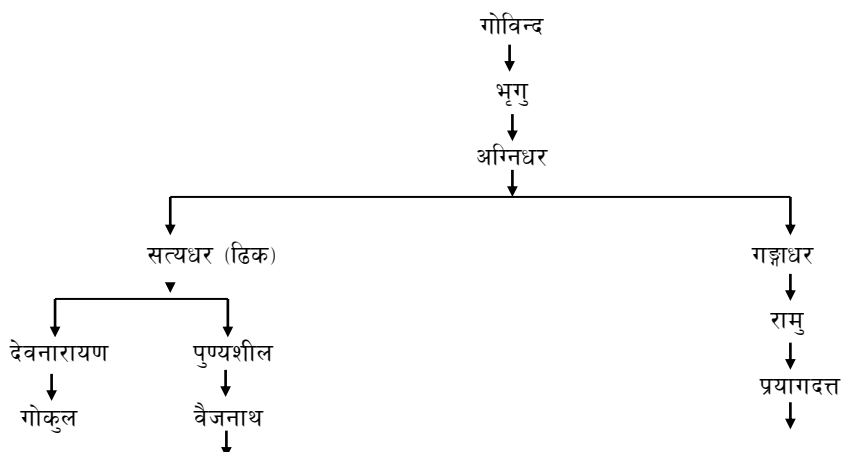 गोविन्द
भृगु
अग्निधर
सत्यधर (ढिक) गङ्गाधर
रामु
देवनारायण पुण्यशील
प्रयागदत्त
गोकुल वैजनाथ